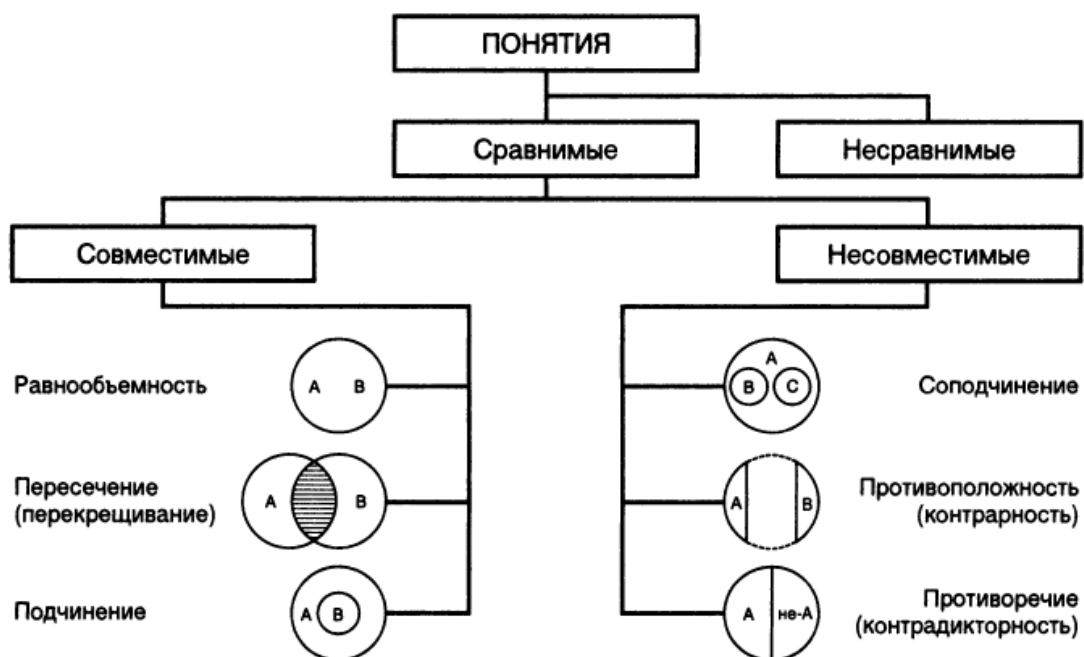 ПОНЯТИЯ
Сравнимые
Несравнимые
Совместимые
Несовместимые
Равнообъемность
A B
A
B C
Соподчинение
Пересечение
(перекрещивание)
A B
A B
Противоположность
(контрарность)
Подчинение
A B
A не-A
Противоречие
(контрадикторность)